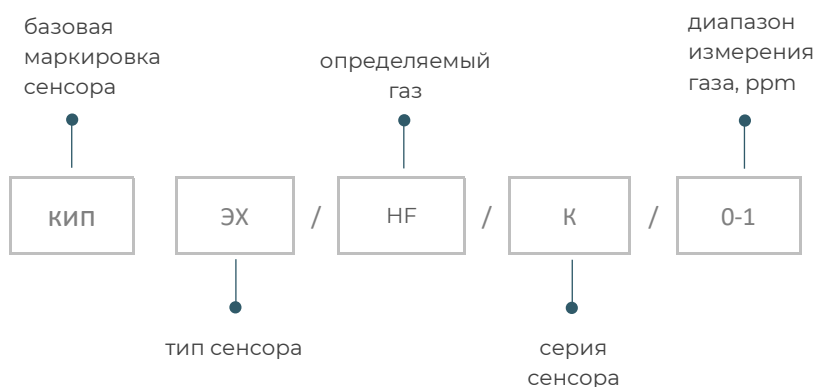 базовая
маркировка
сенсора
определяемый
газ
диапазон
измерения
газа, ppm
кип ЭХ / HF / К / 0-1
тип сенсора
серия
сенсора